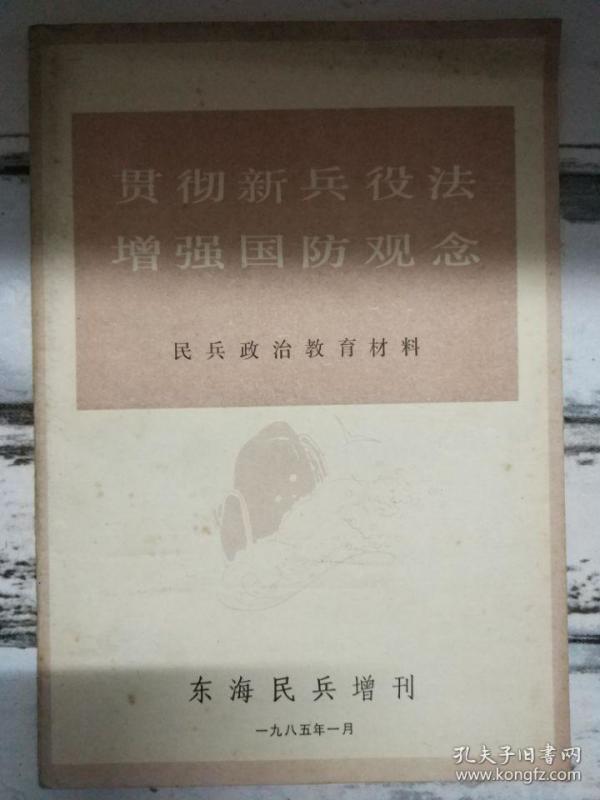 贯彻新兵役法
增强国防观念
民兵政治教育材料
东海民兵增刊
一九八五年一月
孔夫子旧书网
www.kongfz.com